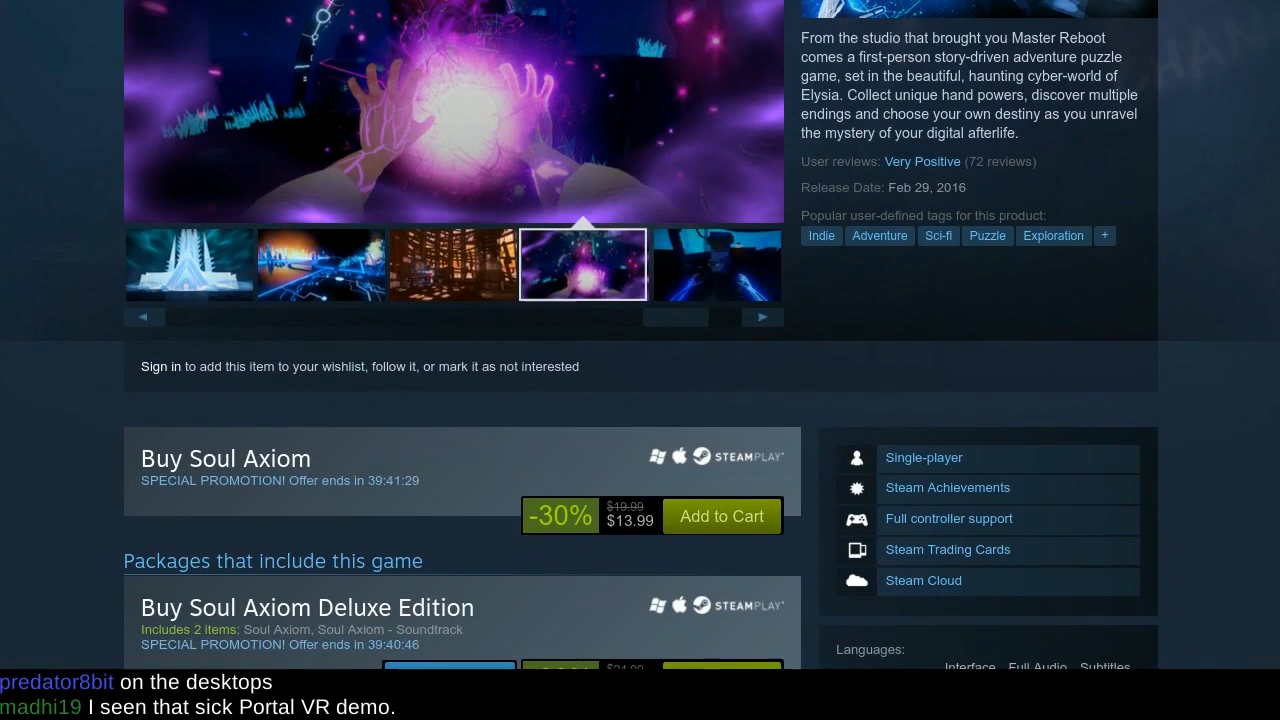 From the studio that brought you Master Reboot
comes a first-person story-driven adventure puzzle
game, set in the beautiful, haunting cyber-world of
Elysia. Collect unique hand powers, discover multiple
endings and choose your own destiny as you unravel
the mystery of your digital afterlife.
User reviews: Very Positive (72 reviews)
Release Date: Feb 29, 2016
Popular user-defined tags for this product:
Indie Adventure Sci-fi Puzzle Exploration +
Sign in to add this item to your wishlist, follow it, or mark it as not interested
Buy Soul Axiom
STEAMPLAY
SPECIAL PROMOTION! Offer ends in 39:41:29
-30% $19.99 $13.99 Add to Cart
Packages that include this game
Buy Soul Axiom Deluxe Edition
STEAMPLAY
Includes 2 items: Soul Axiom, Soul Axiom - Soundtrack
SPECIAL PROMOTION! Offer ends in 39:40:46
Single-player
Steam Achievements
Full controller support
Steam Trading Cards
Steam Cloud
Languages:
Interface Full Audio Subtitles
predator8bit on the desktops
madhi19 I seen that sick Portal VR demo.